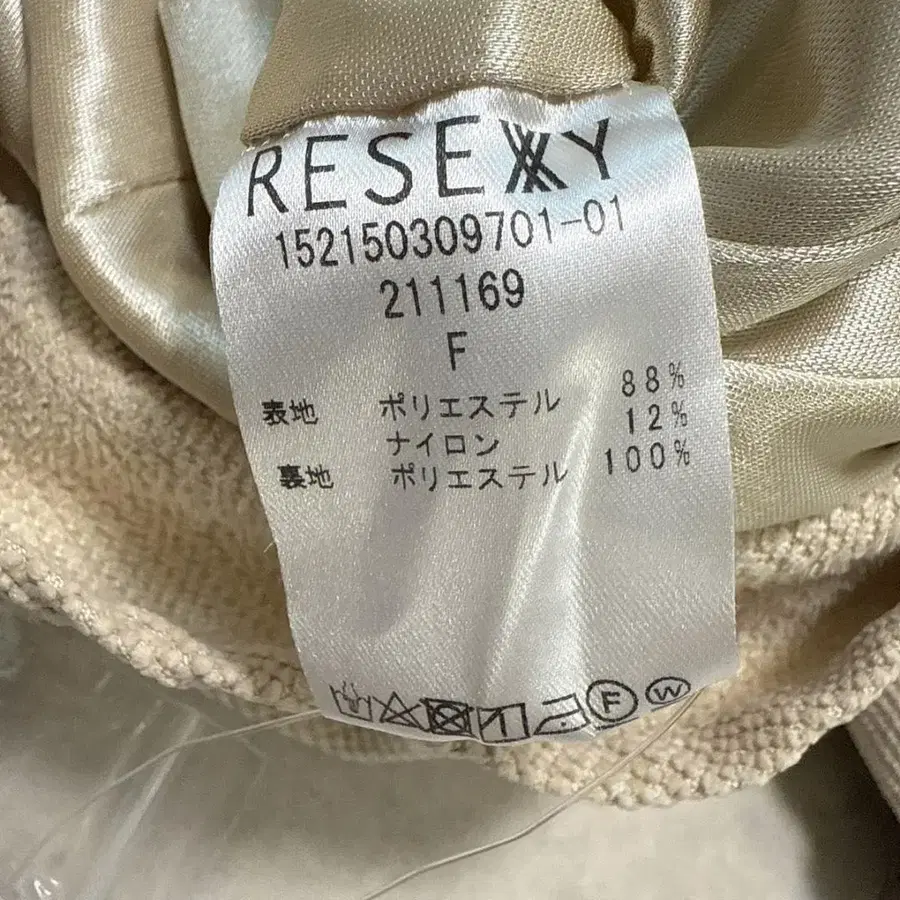 RESEXXY
152150309701-01
211169
F
表地 ポリエステル 88%
ナイロン 12%
裏地 ポリエステル 100%
F W